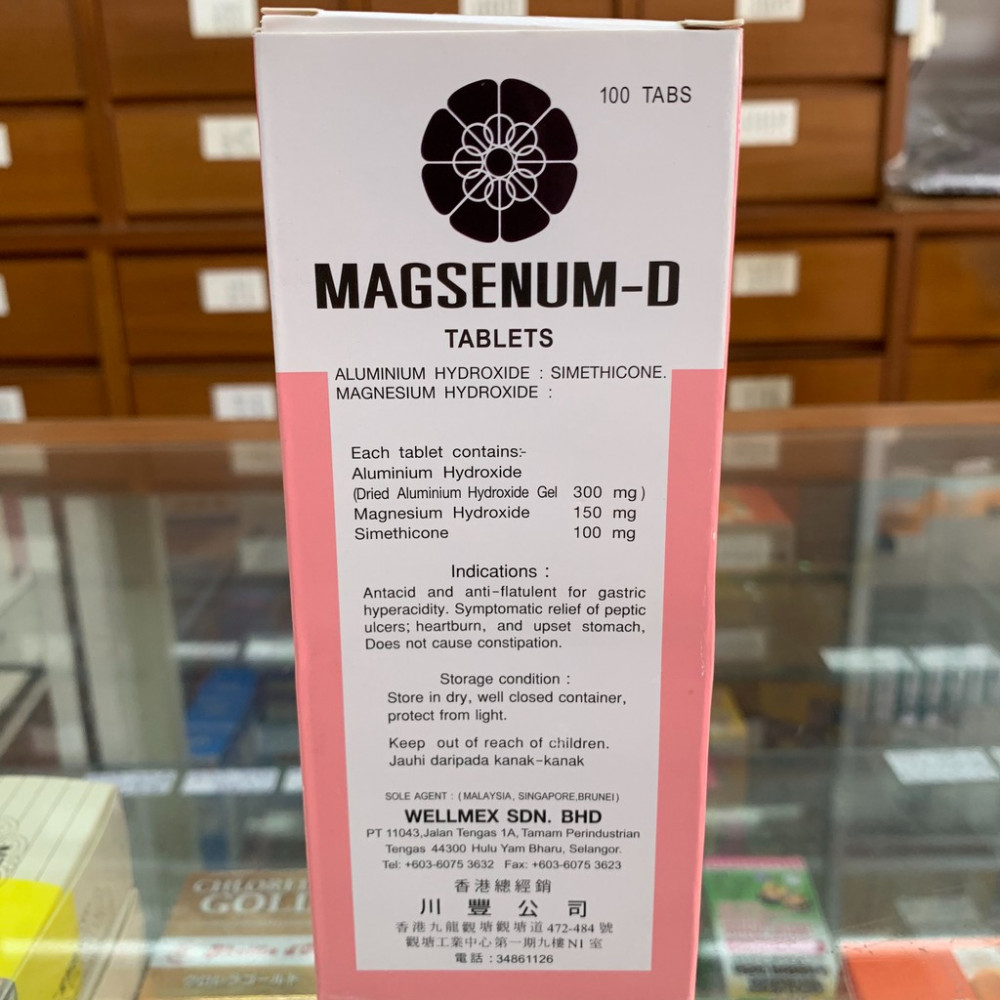 100 TABS
MAGSENUM-D
TABLETS
ALUMINIUM HYDROXIDE : SIMETHICONE.
MAGNESIUM HYDROXIDE :
Each tablet contains:-
Aluminium Hydroxide
(Dried Aluminium Hydroxide Gel 300 mg)
Magnesium Hydroxide 150 mg
Simethicone 100 mg
Indications :
Antacid and anti-flatulent for gastric
hyperacidity. Symptomatic relief of peptic
ulcers; heartburn, and upset stomach,
Does not cause constipation.
Storage condition :
Store in dry, well closed container,
protect from light.
Keep out of reach of children.
Jauhi daripada kanak-kanak
SOLE AGENT : (MALAYSIA, SINGAPORE,BRUNEI)
WELLMEX SDN. BHD
PT 11043,Jalan Tengas 1A, Tamam Perindustrian
Tengas 44300 Hulu Yam Bharu, Selangor.
Tel: +603-6075 3632 Fax: +603-6075 3623
香港總經銷
川豐公司
香港九龍觀塘觀塘道472-484號
觀塘工業中心第一期九樓N1室
電話:34861126
GOLD